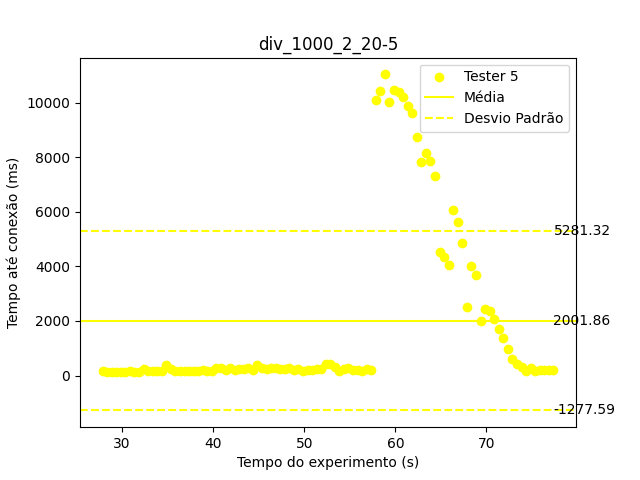 div_1000_2_20-5
Tester 5
Média
Desvio Padrão
Tempo até conexão (ms)
10000
8000
6000
4000
2000
0
5281.32
2001.86
-1277.59
30 40 50 60 70
Tempo do experimento (s)